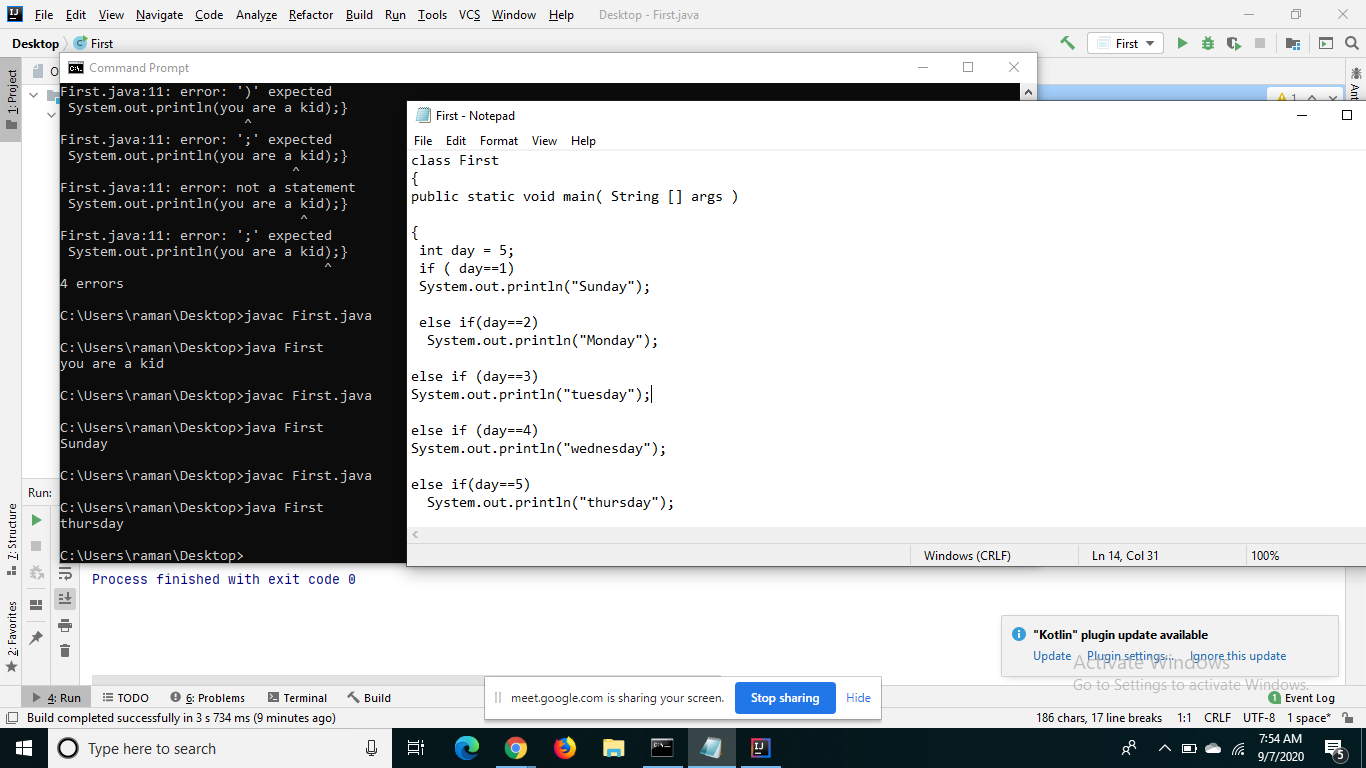 File Edit View Navigate Code Analyze Refactor Build Run Tools VCS Window Help Desktop - First.java
Desktop First
First
1: Project
Command Prompt
First.java:11: error: ')' expected
System.out.println(you are a kid);}
^
First.java:11: error: ';' expected
System.out.println(you are a kid);}
^
First.java:11: error: not a statement
System.out.println(you are a kid);}
^
First.java:11: error: ';' expected
System.out.println(you are a kid);}
^
4 errors
C:\Users\raman\Desktop>javac First.java
C:\Users\raman\Desktop>java First
you are a kid
C:\Users\raman\Desktop>javac First.java
C:\Users\raman\Desktop>java First
Sunday
C:\Users\raman\Desktop>javac First.java
C:\Users\raman\Desktop>java First
thursday
C:\Users\raman\Desktop>
1
Ant
First - Notepad
File Edit Format View Help
class First
{
public static void main( String [] args )
{
int day = 5;
if ( day==1)
System.out.println("Sunday");
else if(day==2)
System.out.println("Monday");
else if (day==3)
System.out.println("tuesday");
else if (day==4)
System.out.println("wednesday");
else if(day==5)
System.out.println("thursday");
Windows (CRLF) Ln 14, Col 31 100%
Run:
7: Structure
2: Favorites
Process finished with exit code 0
"Kotlin" plugin update available
Update Plugin settings... Ignore this update
Activate Windows
Go to Settings to activate Windows.
4: Run TODO 6: Problems Terminal Build
meet.google.com is sharing your screen. Stop sharing Hide
1 Event Log
Build completed successfully in 3 s 734 ms (9 minutes ago)
186 chars, 17 line breaks 1:1 CRLF UTF-8 1 space*
Type here to search
7:54 AM
9/7/2020
5